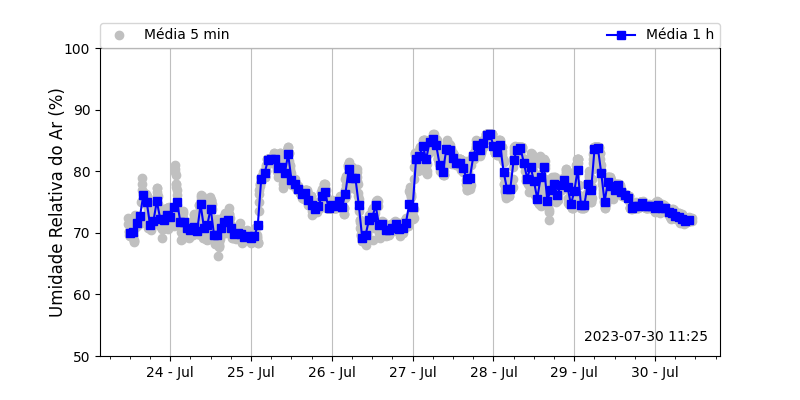 Média 5 min
Média 1 h
Umidade Relativa do Ar (%)
100
90
80
70
60
50
2023-07-30 11:25
24 - Jul
25 - Jul
26 - Jul
27 - Jul
28 - Jul
29 - Jul
30 - Jul